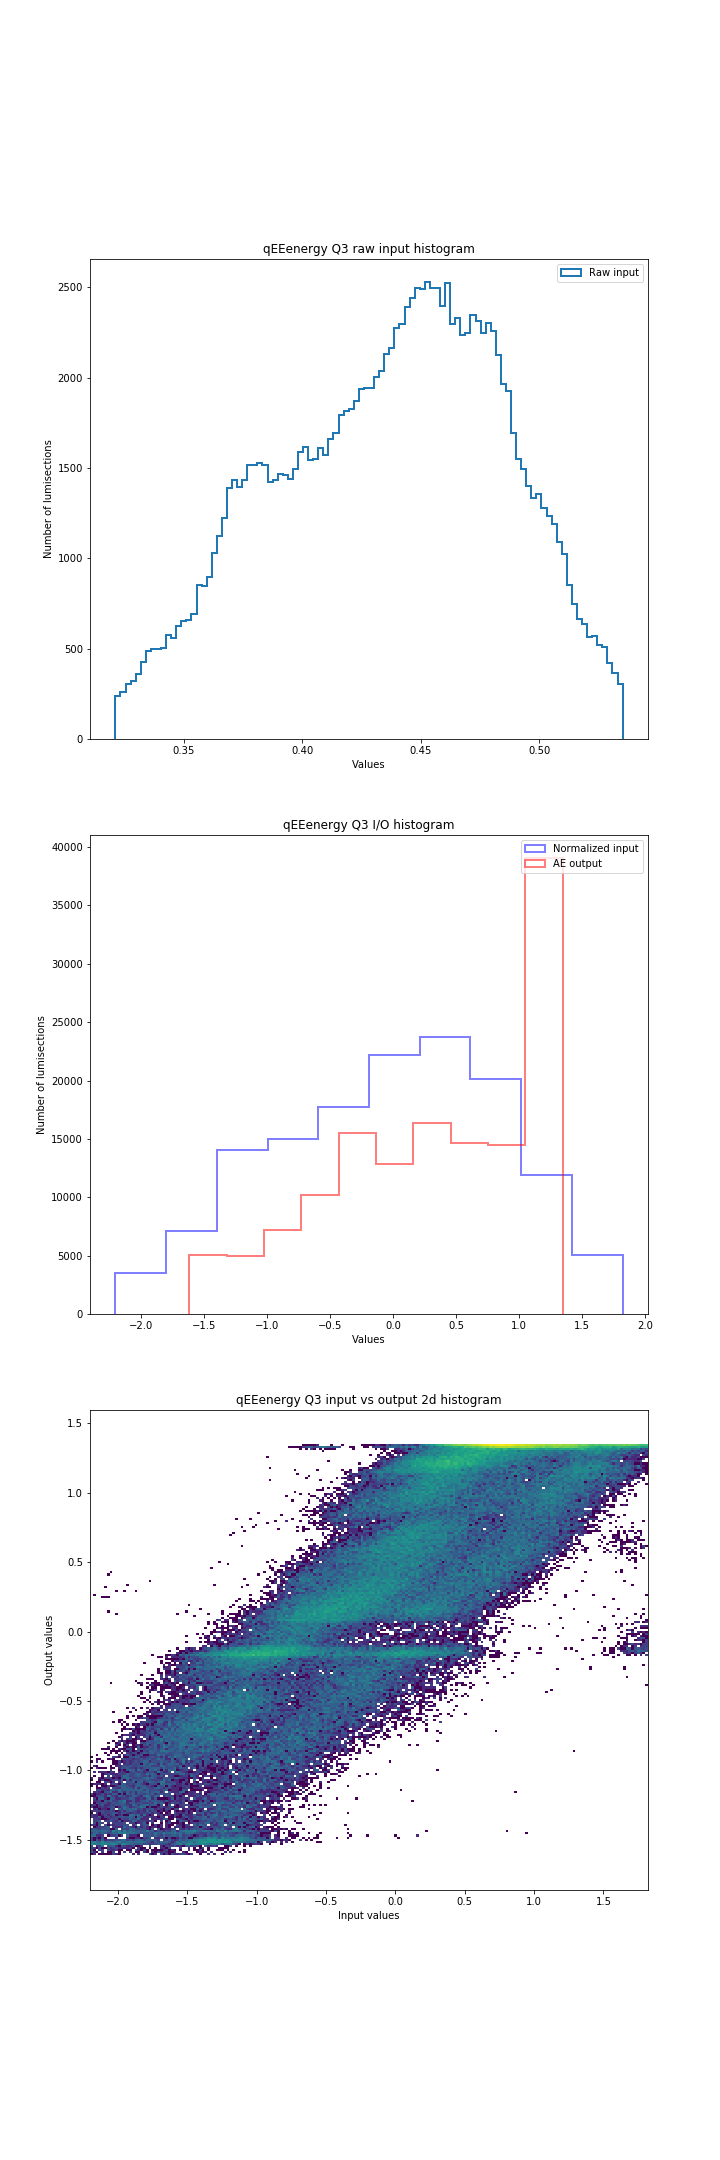 qEEenergy Q3 raw input histogram
Raw input
2500
2000
1500
1000
500
0
Number of lumisections
0.35 0.40 0.45 0.50
Values
qEEenergy Q3 I/O histogram
Normalized input
AE output
40000
35000
30000
25000
20000
15000
10000
5000
0
Number of lumisections
−2.0 −1.5 −1.0 −0.5 0.0 0.5 1.0 1.5 2.0
Values
qEEenergy Q3 input vs output 2d histogram
1.5
1.0
0.5
0.0
−0.5
−1.0
−1.5
Output values
−2.0 −1.5 −1.0 −0.5 0.0 0.5 1.0 1.5
Input values